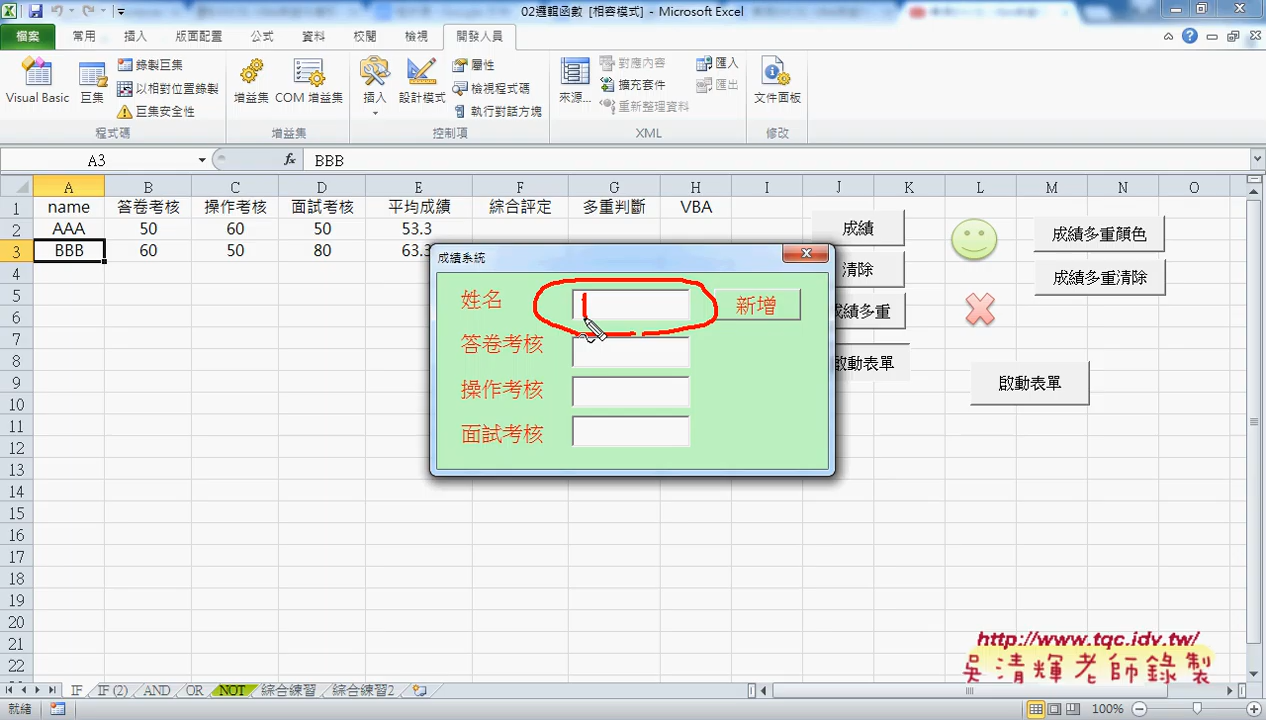 02邏輯函數 [相容模式] - Microsoft Excel
檔案 常用 插入 版面配置 公式 資料 校閱 檢視 開發人員
Visual Basic 巨集 錄製巨集 以相對位置錄製 巨集安全性 程式碼
增益集 COM 增益集 增益集
插入 設計模式 屬性 檢視程式碼 執行對話方塊 控制項
來源... 對應內容 擴充套件 重新整理資料 匯入 匯出 XML
文件面板 修改
A3 fx BBB
A B C D E F G H I J K L M N O
1 name 答卷考核 操作考核 面試考核 平均成績 綜合評定 多重判斷 VBA
2 AAA 50 60 50 53.3
3 BBB 60 50 80 63.3
4
5
6
7
8
9
10
11
12
13
14
15
16
17
18
19
20
21
22
成績
清除
成績多重
啟動表單
成績多重顏色
成績多重清除
啟動表單
成績系統
姓名 新增
答卷考核
操作考核
面試考核
http://www.tqc.idv.tw/
吳清輝老師錄製
IF IF (2) AND OR NOT 綜合練習 綜合練習2
就緒 100%